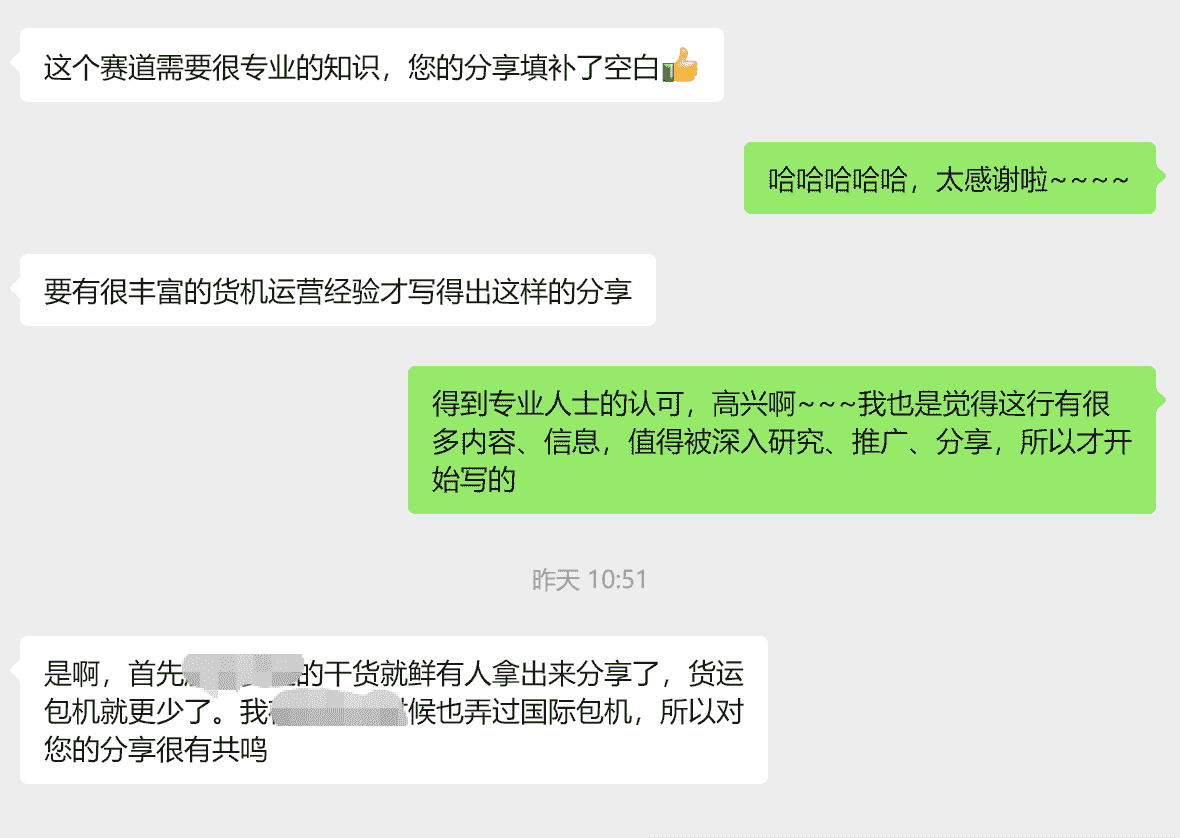 这个赛道需要很专业的知识，您的分享填补了空白👍
哈哈哈哈哈，太感谢啦~~~~
要有很丰富的货机运营经验才写得出这样的分享
得到专业人士的认可，高兴啊~~~我也是觉得这行有很
多内容、信息，值得被深入研究、推广、分享，所以才开
始写的
昨天 10:51
是啊，首先的干货就鲜有人拿出来分享了，货运
包机就更少了。我候也弄过国际包机，所以对
您的分享很有共鸣